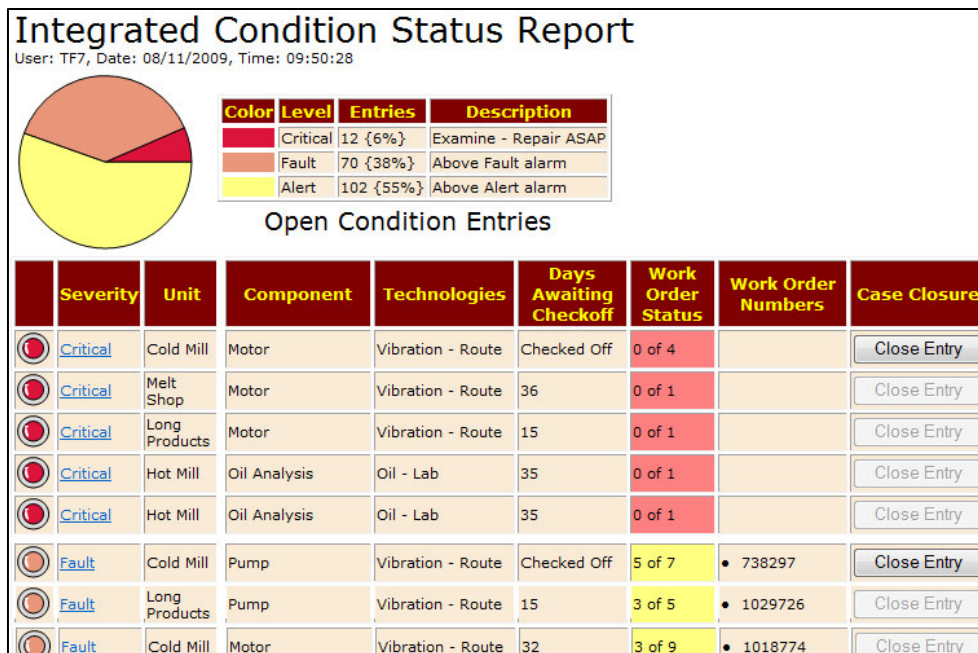 Integrated Condition Status Report
User: TF7, Date: 08/11/2009, Time: 09:50:28
Color Level Entries Description
Critical 12 {6%} Examine - Repair ASAP
Fault 70 {38%} Above Fault alarm
Alert 102 {55%} Above Alert alarm
Open Condition Entries
Severity Unit Component Technologies Days Awaiting Checkoff Work Order Status Work Order Numbers Case Closure
Critical Cold Mill Motor Vibration - Route Checked Off 0 of 4 Close Entry
Critical Melt Shop Motor Vibration - Route 36 0 of 1 Close Entry
Critical Long Products Motor Vibration - Route 15 0 of 1 Close Entry
Critical Hot Mill Oil Analysis Oil - Lab 35 0 of 1 Close Entry
Critical Hot Mill Oil Analysis Oil - Lab 35 0 of 1 Close Entry
Fault Cold Mill Pump Vibration - Route Checked Off 5 of 7 • 738297 Close Entry
Fault Long Products Pump Vibration - Route 15 3 of 5 • 1029726 Close Entry
Fault Cold Mill Motor Vibration - Route 32 3 of 9 • 1018774 Close Entry